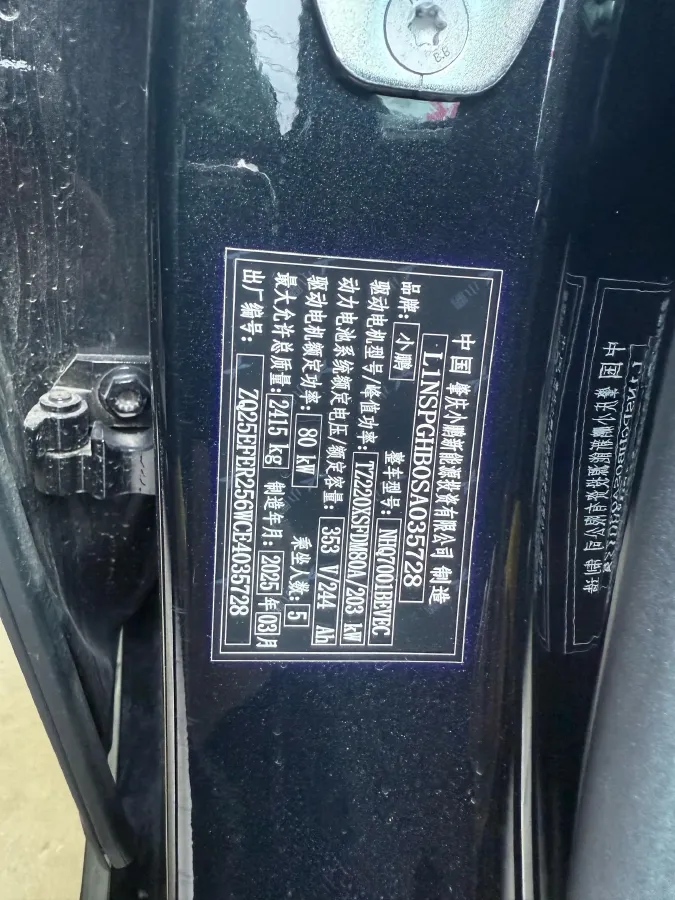 中国 肇庆小鹏新能源投资有限公司 制造
L1NSPGHB0SA035728
品牌： 小鹏 整车型号： NHQ7001BEVEC
驱动电机型号/峰值功率： TZ220XSFDM80A/203 kW
动力电池系统额定电压/额定容量： 353 V/244 Ah
驱动电机额定功率： 80 kW 乘坐人数： 5
最大允许总质量： 2415 kg 制造年月： 2025 年 03 月
出厂编号： ZQ25EFER256WCE4035728
8.8